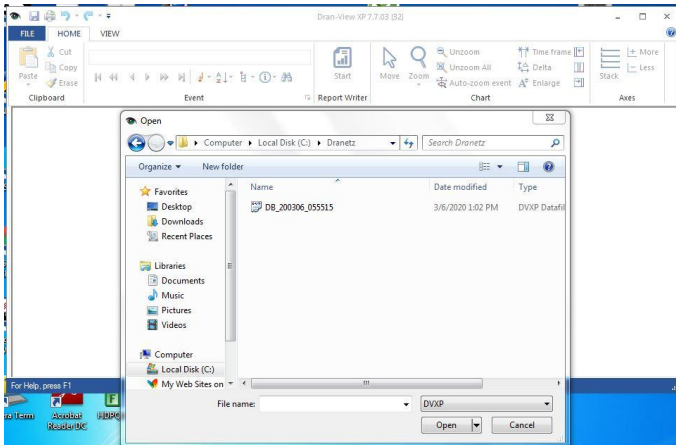 Dran-View XP 7.7.03 (32)
FILE HOME VIEW
Cut
Copy
Erase
Paste
Clipboard
Event
Start
Report Writer
Move
Zoom
Unzoom
Unzoom All
Auto-zoom event
Time frame
Delta
Enlarge
Chart
Stack
More
Less
Axes
Open
Computer Local Disk (C:) Dranetz
Search Dranetz
Organize New folder
Favorites
Desktop
Downloads
Recent Places
Libraries
Documents
Music
Pictures
Videos
Computer
Local Disk (C:)
My Web Sites on
Name Date modified Type
DB_200306_055515 3/6/2020 1:02 PM DVXP Datafil
File name: DVXP
Open Cancel
For Help, press F1
era Term
Acrobat
Reader DC